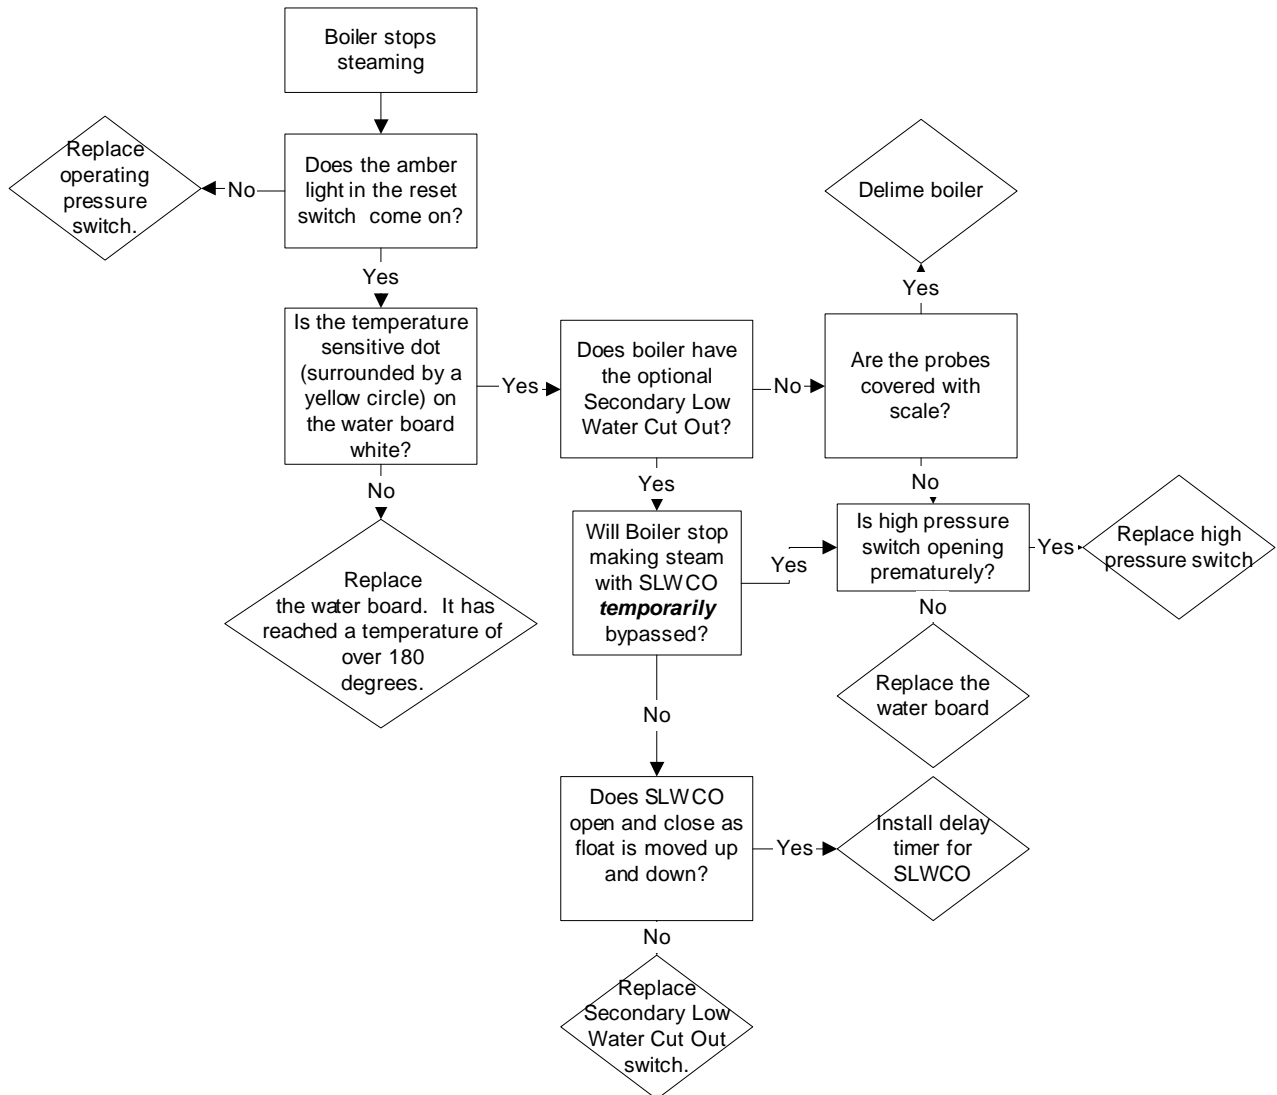 Boiler stops
steaming
Does the amber
light in the reset
switch come on?
No
Replace
operating
pressure
switch.
Yes
Is the temperature
sensitive dot
(surrounded by a
yellow circle) on
the water board
white?
No
Replace
the water board. It has
reached a temperature of
over 180
degrees.
Yes
Does boiler have
the optional
Secondary Low
Water Cut Out?
No
Are the probes
covered with
scale?
Yes
Delime boiler
No
Is high pressure
switch opening
prematurely?
Yes
Replace high
pressure switch
No
Replace the
water board
Yes
Will Boiler stop
making steam
with SLWCO
temporarily
bypassed?
Yes
No
Does SLWCO
open and close as
float is moved up
and down?
Yes
Install delay
timer for
SLWCO
No
Replace
Secondary Low
Water Cut Out
switch.